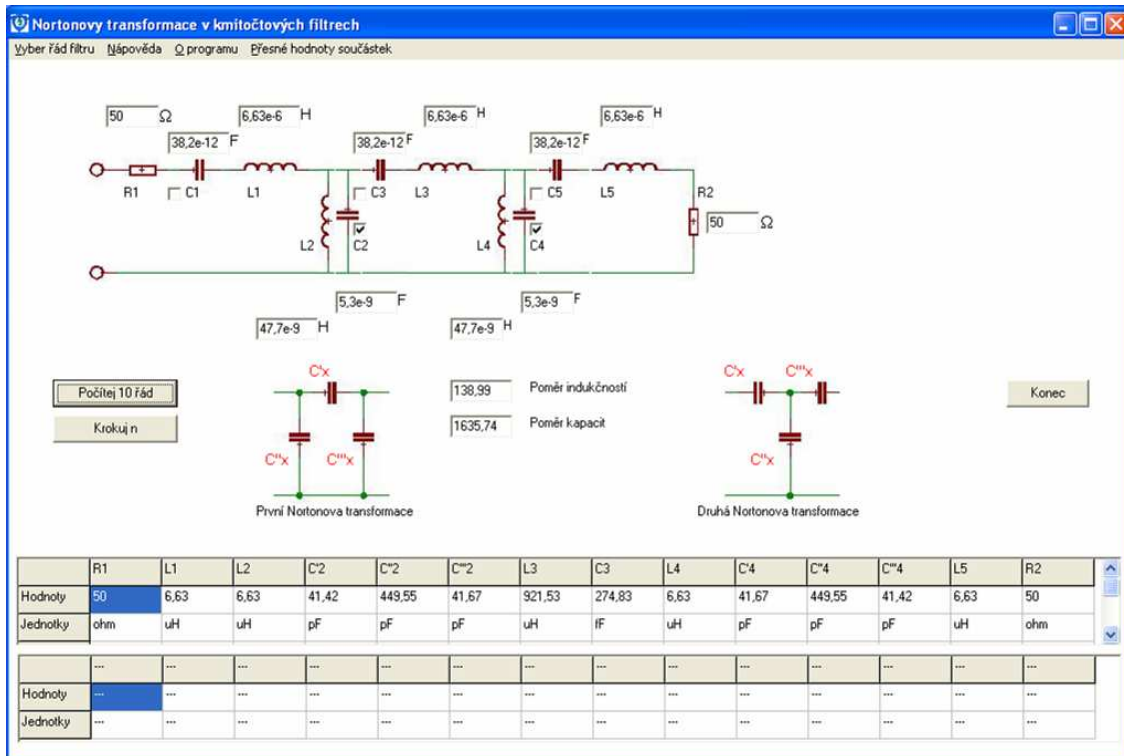 Nortonovy transformace v kmitočtových filtrech
Vyber řád filtru Nápověda O programu Přesné hodnoty součástek
50 Ω 6,63e-6 H 6,63e-6 H 6,63e-6 H
38,2e-12 F 38,2e-12 F 38,2e-12 F
R1 C1 L1 C3 L3 C5 L5 R2
50 Ω
L2 C2 L4 C4
5,3e-9 F 5,3e-9 F
47,7e-9 H 47,7e-9 H
Počítej 10 řád
Krokuj n
C'x
C''x C'''x
První Nortonova transformace
138,99 Poměr indukčností
1635,74 Poměr kapacit
C'x C'''x
C''x
Druhá Nortonova transformace
Konec
R1 L1 L2 C'2 C''2 C'''2 L3 C3 L4 C'4 C''4 C'''4 L5 R2
Hodnoty 50 6,63 6,63 41,42 449,55 41,67 921,53 274,83 6,63 41,67 449,55 41,42 6,63 50
Jednotky ohm uH uH pF pF pF uH fF uH pF pF pF uH ohm
--- --- --- --- --- --- --- --- --- --- --- --- --- ---
Hodnoty --- --- --- --- --- --- --- --- --- --- --- --- --- ---
Jednotky --- --- --- --- --- --- --- --- --- --- --- --- --- ---